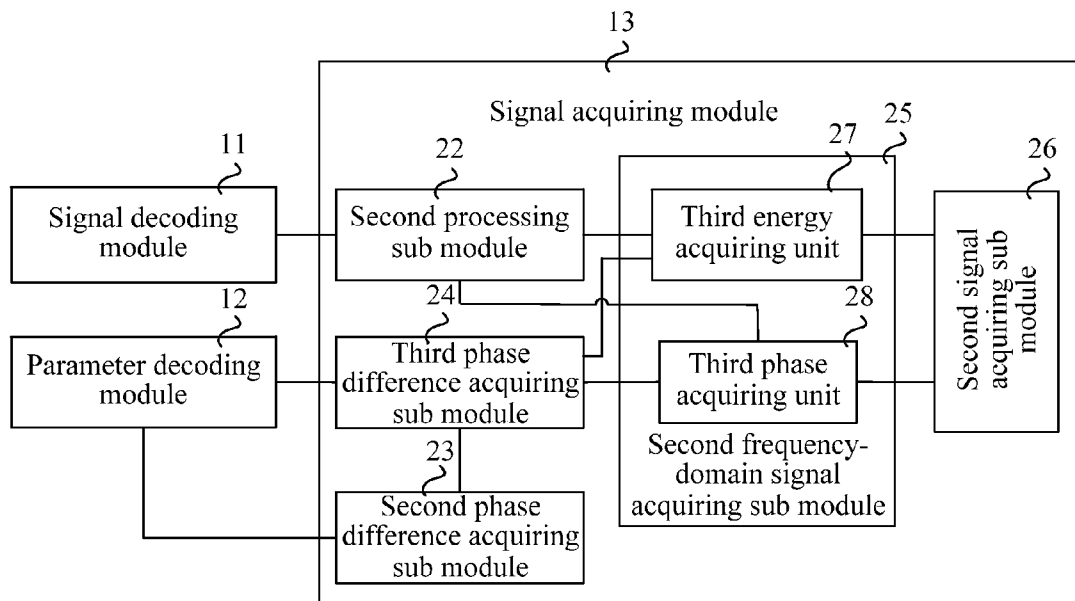 13
Signal acquiring module
11
Signal decoding
module
22
Second processing
sub module
25
27
Third energy
acquiring unit
26
Second signal
acquiring sub
module
12
Parameter decoding
module
24
Third phase
difference acquiring
sub module
28
Third phase
acquiring unit
Second frequency-
domain signal
acquiring sub module
23
Second phase
difference acquiring
sub module